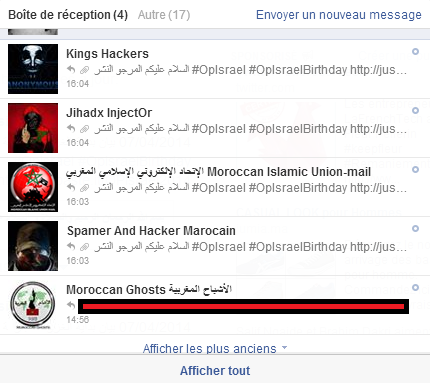 Boîte de réception (4) Autre (17) Envoyer un nouveau message
Kings Hackers
السلام عليكم المرجو النشر #OpIsrael #OpIsraelBirthday http://jus...
16:04
ANONYMOUS
Jihadx InjectOr
السلام عليكم المرجو النشر #OpIsrael #OpIsraelBirthday http://jus...
16:04
الإتحاد الإلكتروني الإسلامي المغربي Moroccan Islamic Union-mail
السلام عليكم المرجو النشر #OpIsrael #OpIsraelBirthday http://jus...
16:03
Spamer And Hacker Marocain
السلام عليكم المرجو النشر #OpIsrael #OpIsraelBirthday http://jus...
16:03
Moroccan Ghosts الأشباح المغربية
14:56
MOROCCAN GHOSTS
Afficher les plus anciens
Afficher tout